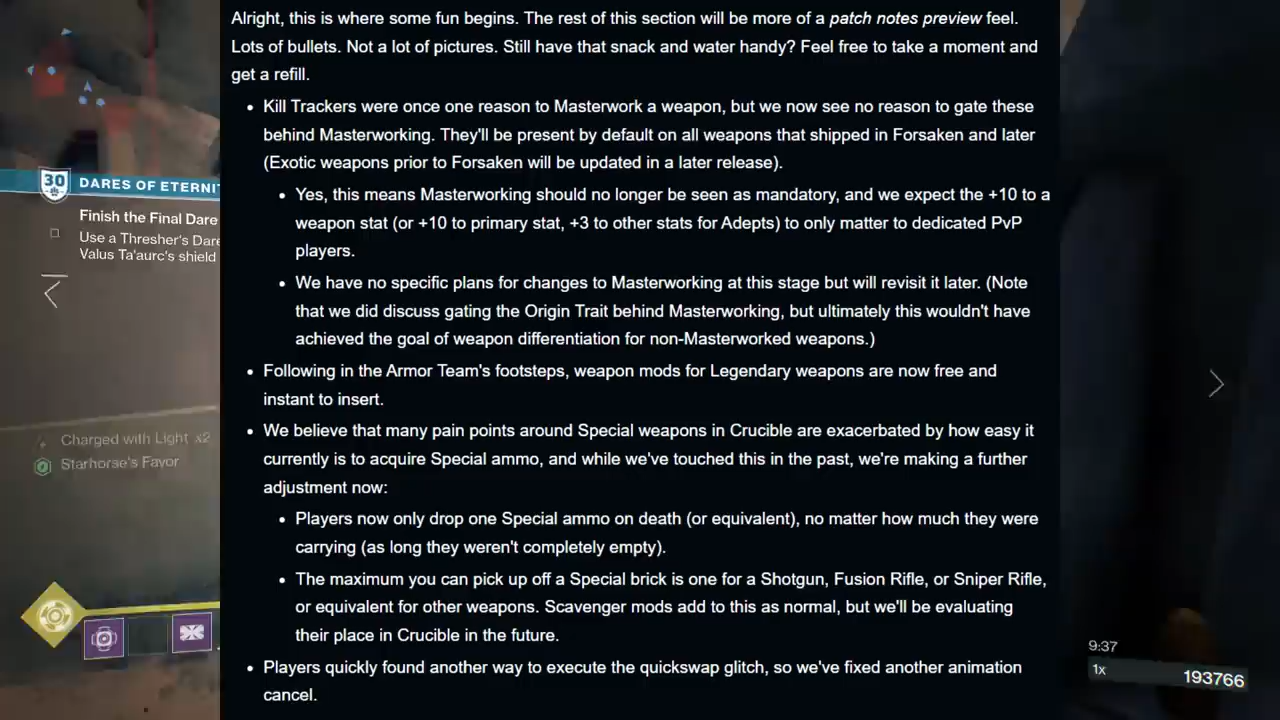 Alright, this is where some fun begins. The rest of this section will be more of a patch notes preview feel.
Lots of bullets. Not a lot of pictures. Still have that snack and water handy? Feel free to take a moment and
get a refill.
• Kill Trackers were once one reason to Masterwork a weapon, but we now see no reason to gate these
behind Masterworking. They'll be present by default on all weapons that shipped in Forsaken and later
(Exotic weapons prior to Forsaken will be updated in a later release).
• Yes, this means Masterworking should no longer be seen as mandatory, and we expect the +10 to a
weapon stat (or +10 to primary stat, +3 to other stats for Adepts) to only matter to dedicated PvP
players.
• We have no specific plans for changes to Masterworking at this stage but will revisit it later. (Note
that we did discuss gating the Origin Trait behind Masterworking, but ultimately this wouldn't have
achieved the goal of weapon differentiation for non-Masterworked weapons.)
• Following in the Armor Team's footsteps, weapon mods for Legendary weapons are now free and
instant to insert.
• We believe that many pain points around Special weapons in Crucible are exacerbated by how easy it
currently is to acquire Special ammo, and while we've touched this in the past, we're making a further
adjustment now:
• Players now only drop one Special ammo on death (or equivalent), no matter how much they were
carrying (as long they weren't completely empty).
• The maximum you can pick up off a Special brick is one for a Shotgun, Fusion Rifle, or Sniper Rifle,
or equivalent for other weapons. Scavenger mods add to this as normal, but we'll be evaluating
their place in Crucible in the future.
• Players quickly found another way to execute the quickswap glitch, so we've fixed another animation
cancel.
30 DARES OF ETERNI
Finish the Final Dare
Use a Thresher's Dare
Valus Ta'aurc's shield
Charged with Light x2
Starhorse's Favor
9:37
1x 193766